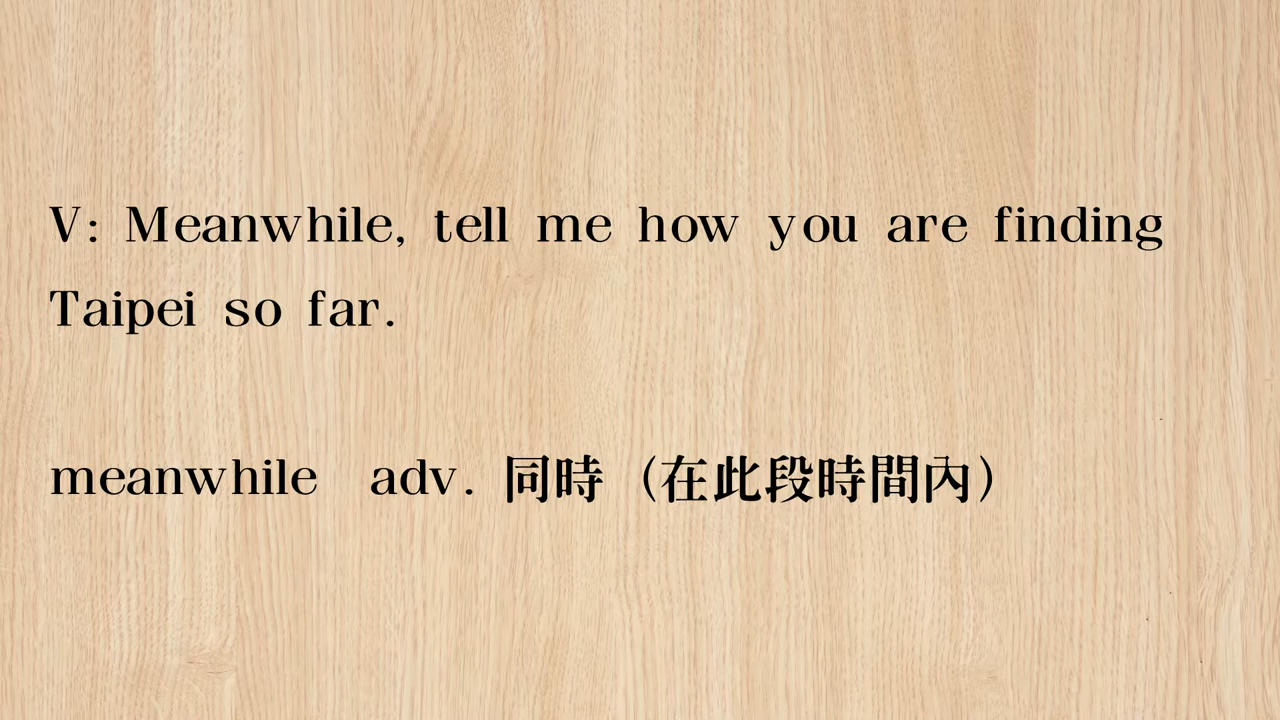 V: Meanwhile, tell me how you are finding
Taipei so far.
meanwhile  adv. 同時（在此段時間內）